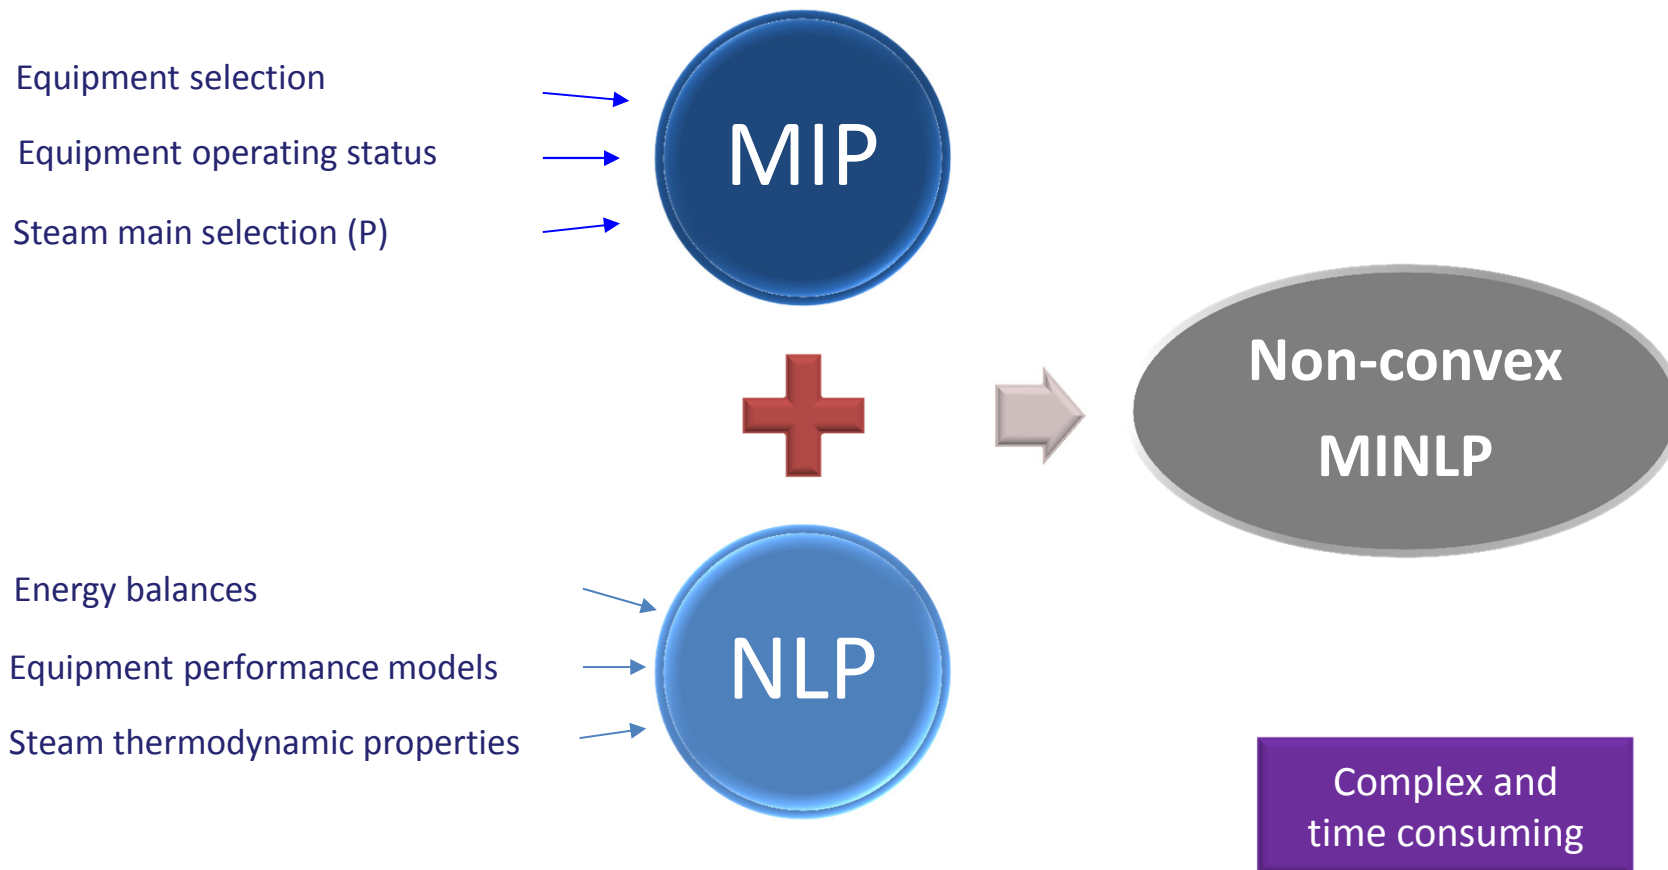 Equipment selection
Equipment operating status
Steam main selection (P)
MIP
Non-convex
MINLP
Energy balances
Equipment performance models
Steam thermodynamic properties
NLP
Complex and
time consuming